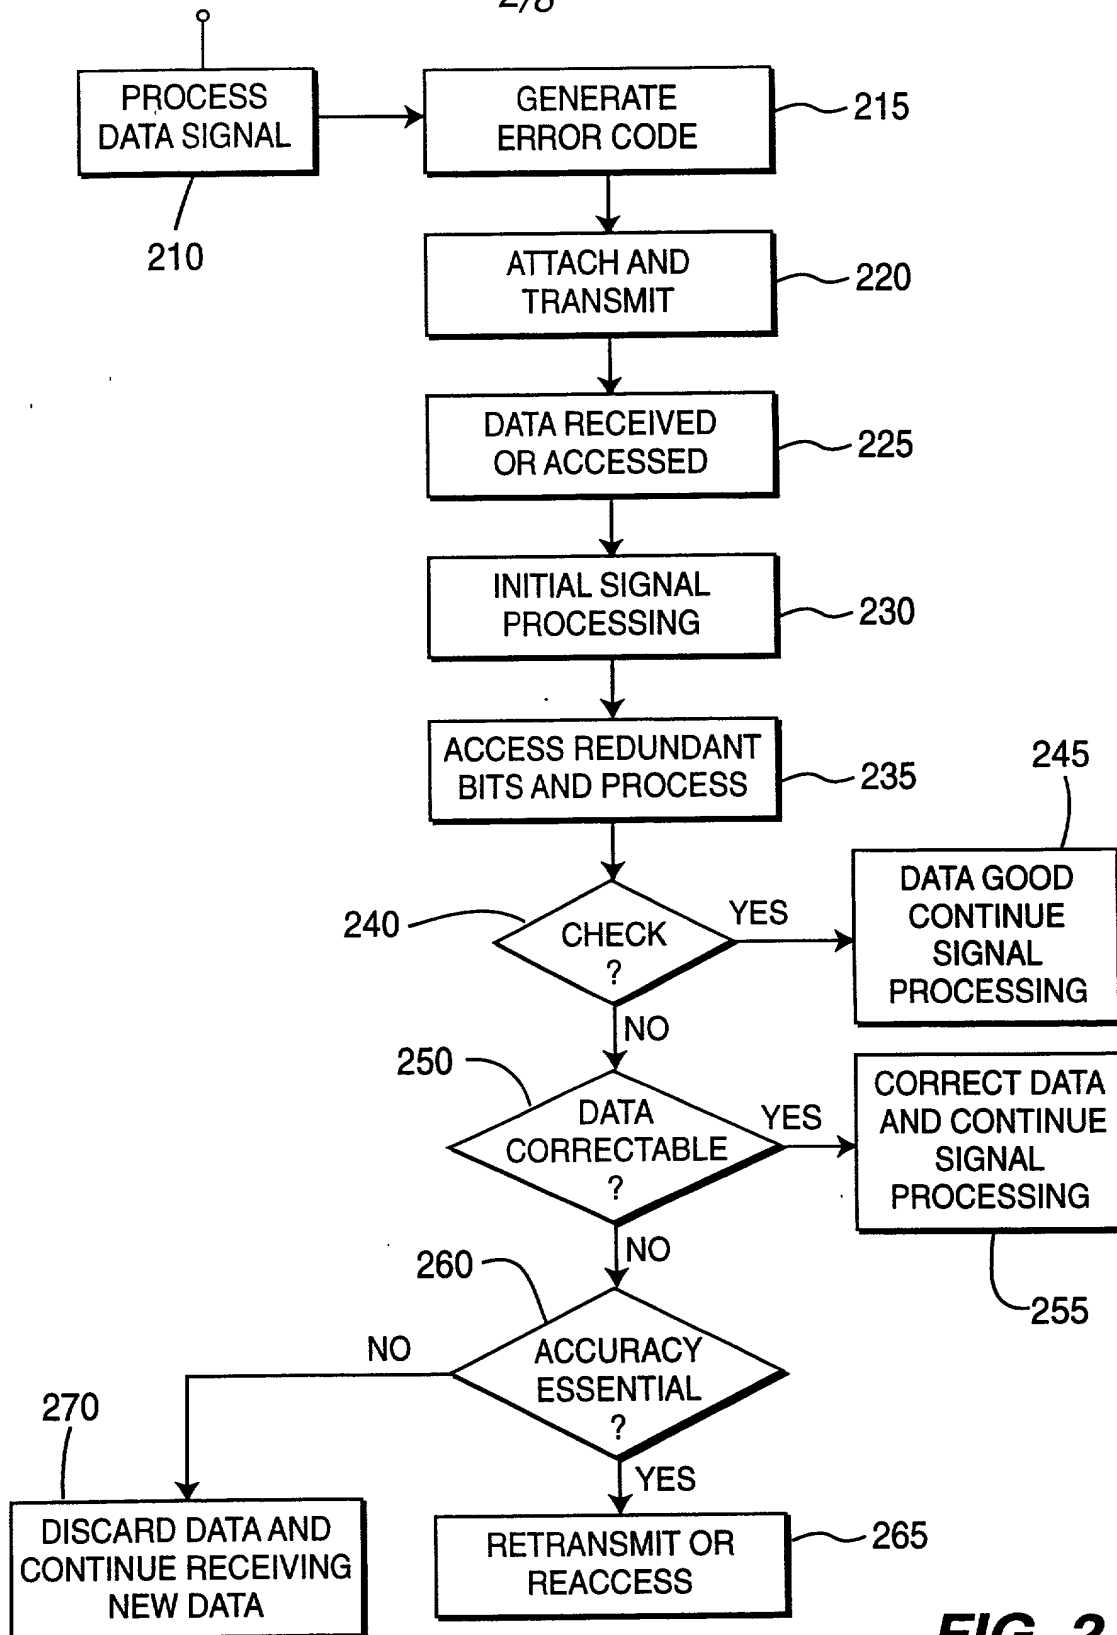 2/8
PROCESS
DATA SIGNAL
210
GENERATE
ERROR CODE
215
ATTACH AND
TRANSMIT
220
DATA RECEIVED
OR ACCESSED
225
INITIAL SIGNAL
PROCESSING
230
ACCESS REDUNDANT
BITS AND PROCESS
235
240
CHECK
?
YES
245
DATA GOOD
CONTINUE
SIGNAL
PROCESSING
NO
250
DATA
CORRECTABLE
?
YES
CORRECT DATA
AND CONTINUE
SIGNAL
PROCESSING
255
NO
260
ACCURACY
ESSENTIAL
?
NO
270
DISCARD DATA AND
CONTINUE RECEIVING
NEW DATA
YES
RETRANSMIT OR
REACCESS
265
FIG. 2